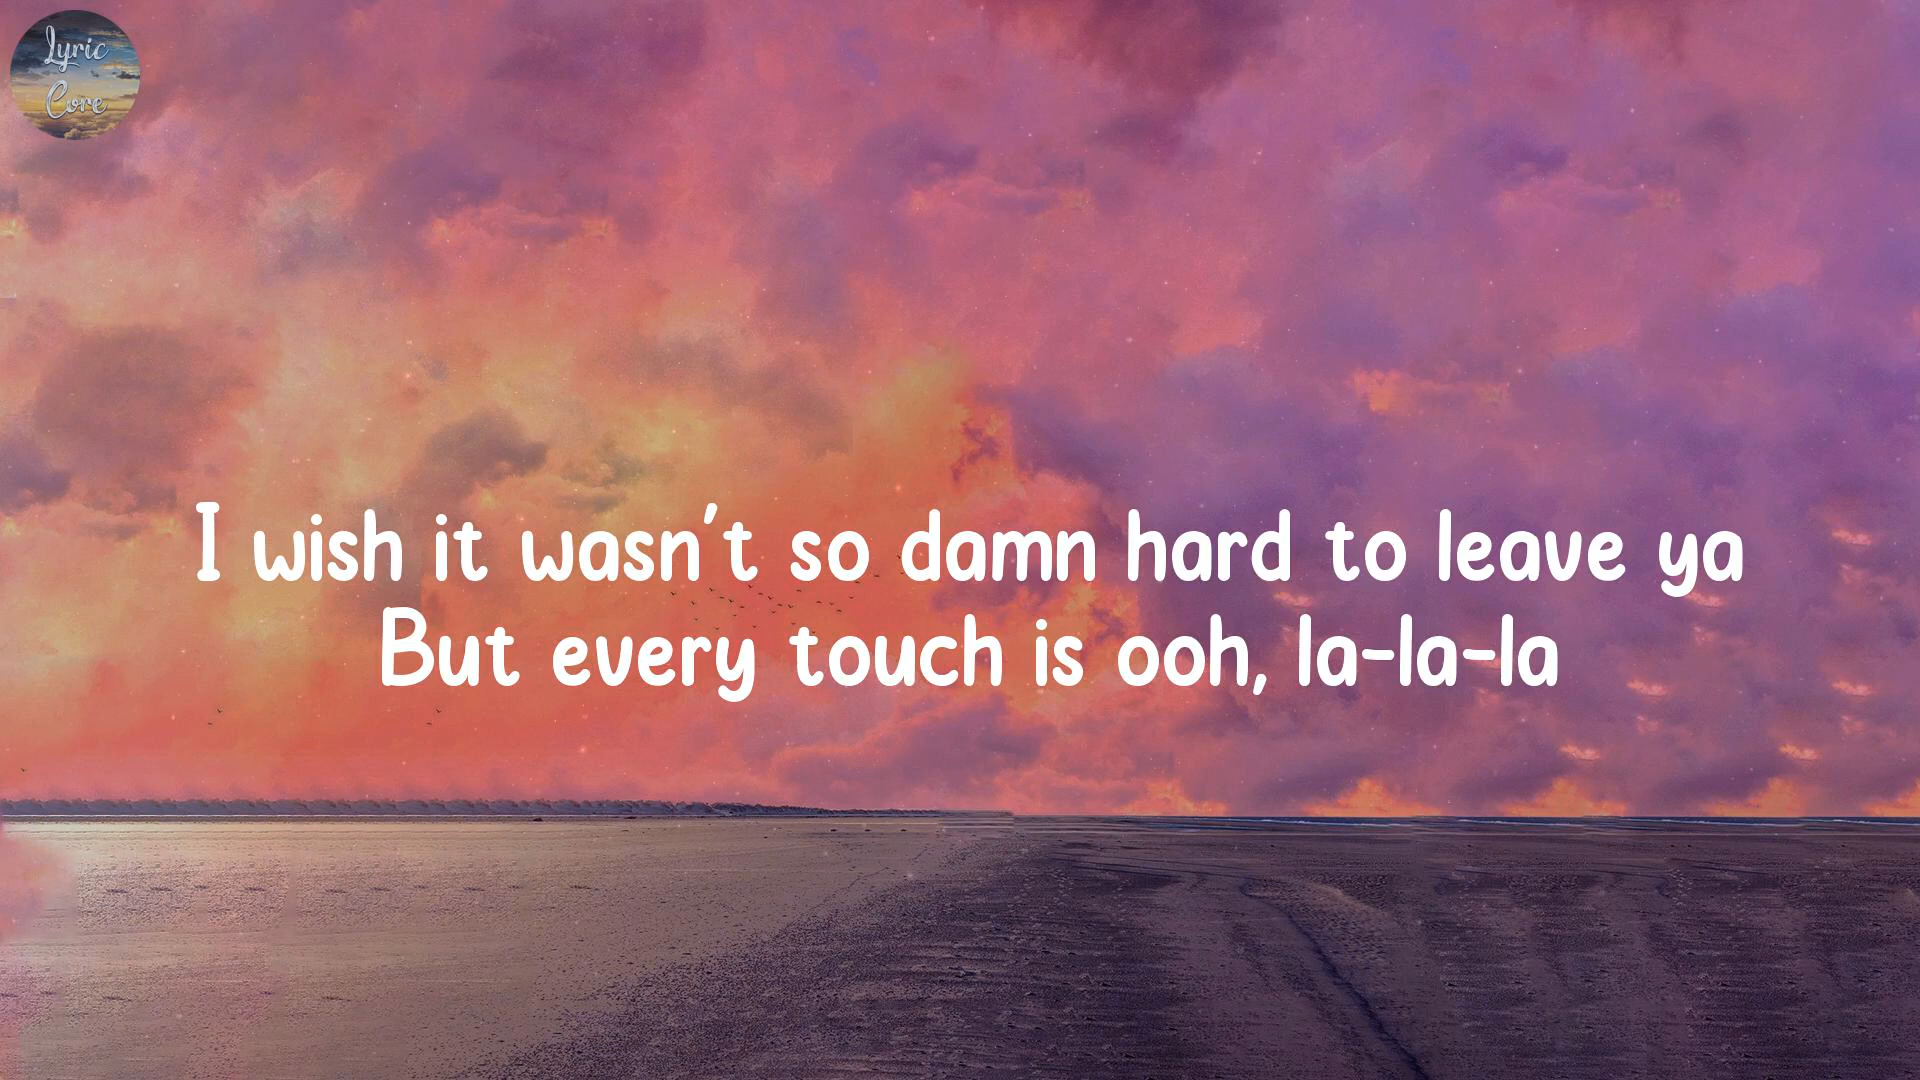 Lyric
Core
I wish it wasn't so damn hard to leave ya
But every touch is ooh, la-la-la